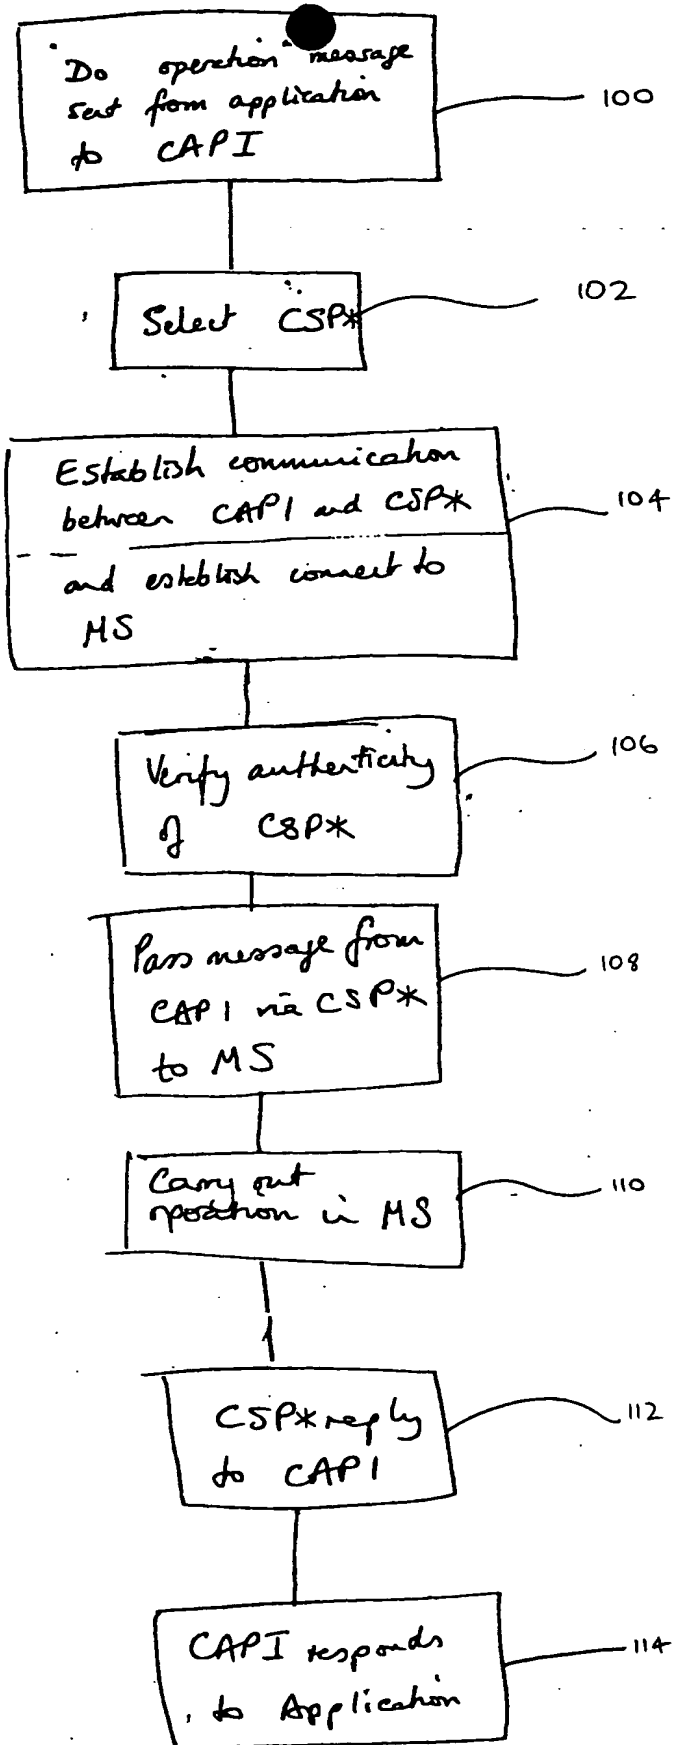 "Do operation" message
sent from application
to CAPI
100
Select CSP*
102
Establish communication
between CAPI and CSP*
and establish connect to
MS
104
Verify authenticity
of CSP*
106
Pass message from
CAPI via CSP*
to MS
108
Carry out
operation in MS
110
CSP* reply
to CAPI
112
CAPI responds
to Application
114